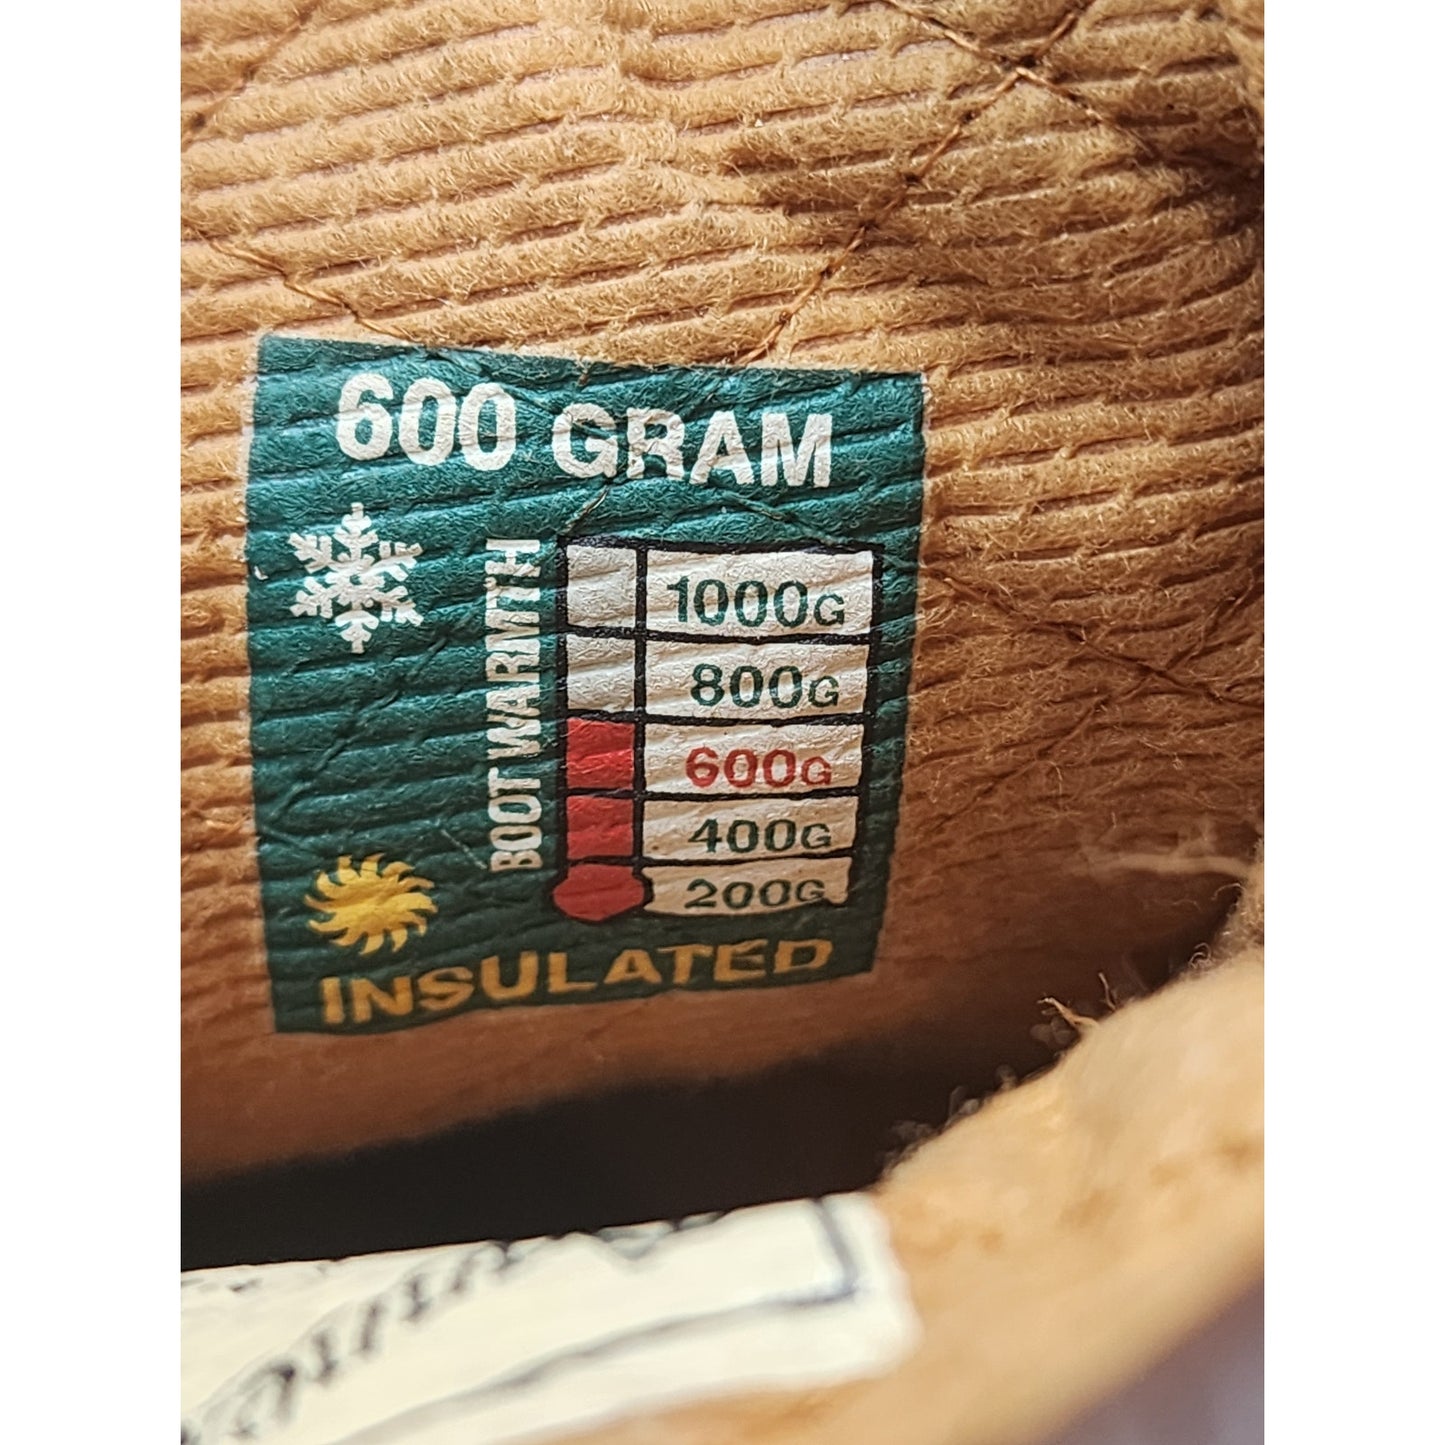 600 GRAM
BOOT WARMTH
1000G
800G
600G
400G
200G
INSULATED